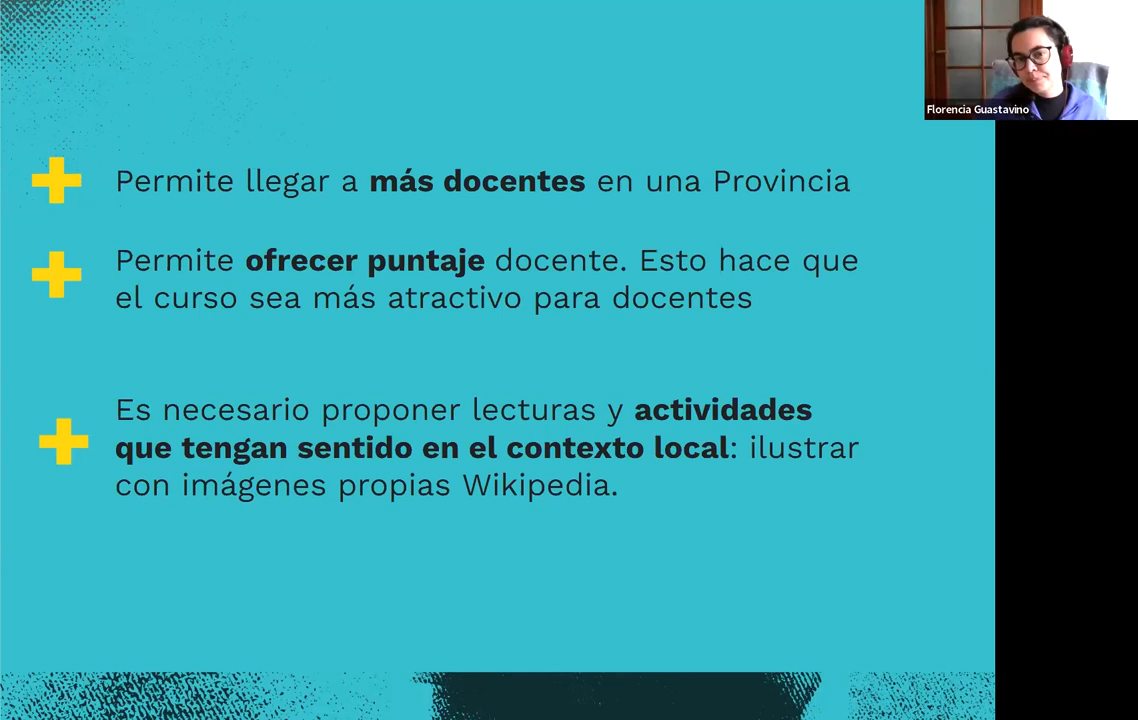 Florencia Guastavino
Permite llegar a más docentes en una Provincia
Permite ofrecer puntaje docente. Esto hace que
el curso sea más atractivo para docentes
Es necesario proponer lecturas y actividades
que tengan sentido en el contexto local: ilustrar
con imágenes propias Wikipedia.